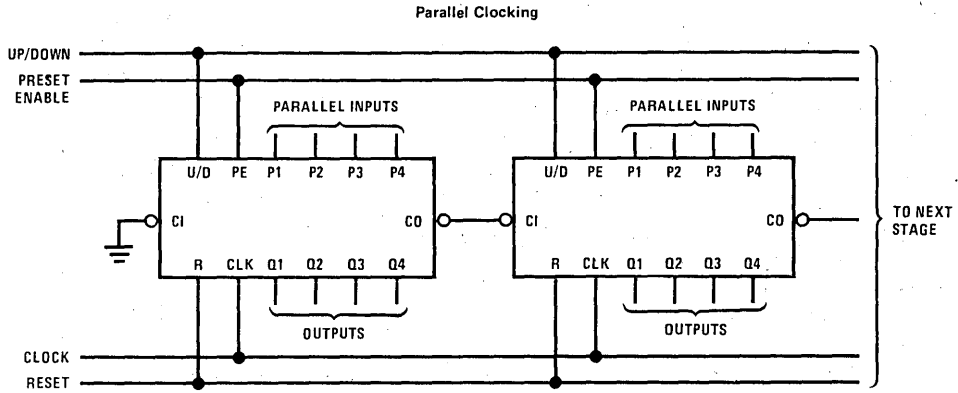 Parallel Clocking
UP/DOWN
PRESET
ENABLE
PARALLEL INPUTS
PARALLEL INPUTS
U/D PE P1 P2 P3 P4
U/D PE P1 P2 P3 P4
CI CO
CI CO
TO NEXT
STAGE
R CLK Q1 Q2 Q3 Q4
R CLK Q1 Q2 Q3 Q4
OUTPUTS
OUTPUTS
CLOCK
RESET